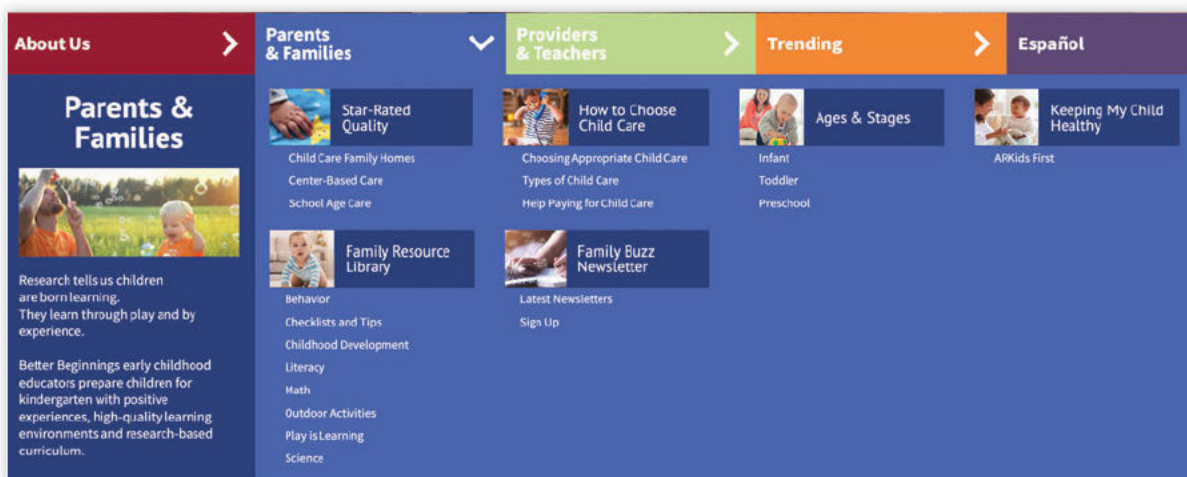 About Us
Parents
& Families
Providers
& Teachers
Trending
Español
Parents &
Families
Research tells us children
are born learning.
They learn through play and by
experience.
Better Beginnings early childhood
educators prepare children for
kindergarten with positive
experiences, high-quality learning
environments and research-based
curriculum.
Star-Rated
Quality
Child Care Family Homes
Center-Based Care
School Age Care
How to Choose
Child Care
Choosing Appropriate Child Care
Types of Child Care
Help Paying for Child Care
Ages & Stages
Infant
Toddler
Preschool
Keeping My Child
Healthy
ARKids First
Family Resource
Library
Behavior
Checklists and Tips
Childhood Development
Literacy
Math
Outdoor Activities
Play is Learning
Science
Family Buzz
Newsletter
Latest Newsletters
Sign Up